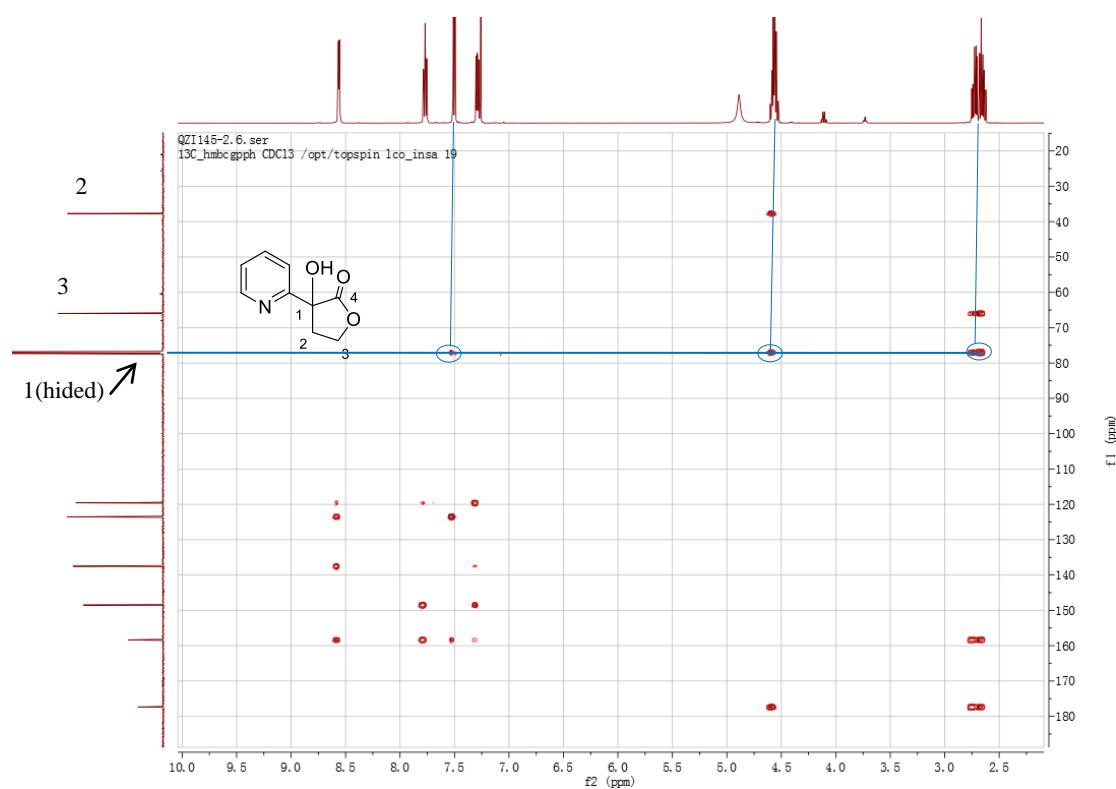 QZI145-2.6.ser
13C_hmbcgpph CDCl3 /opt/topspin lco_insa 19
2
3
1(hided)
OH
O
4
1
N
O
2
3
20
30
40
50
60
70
80
90
100
110
120
130
140
150
160
170
180
f1 (ppm)
10.0 9.5 9.0 8.5 8.0 7.5 7.0 6.5 6.0 5.5 5.0 4.5 4.0 3.5 3.0 2.5
f2 (ppm)